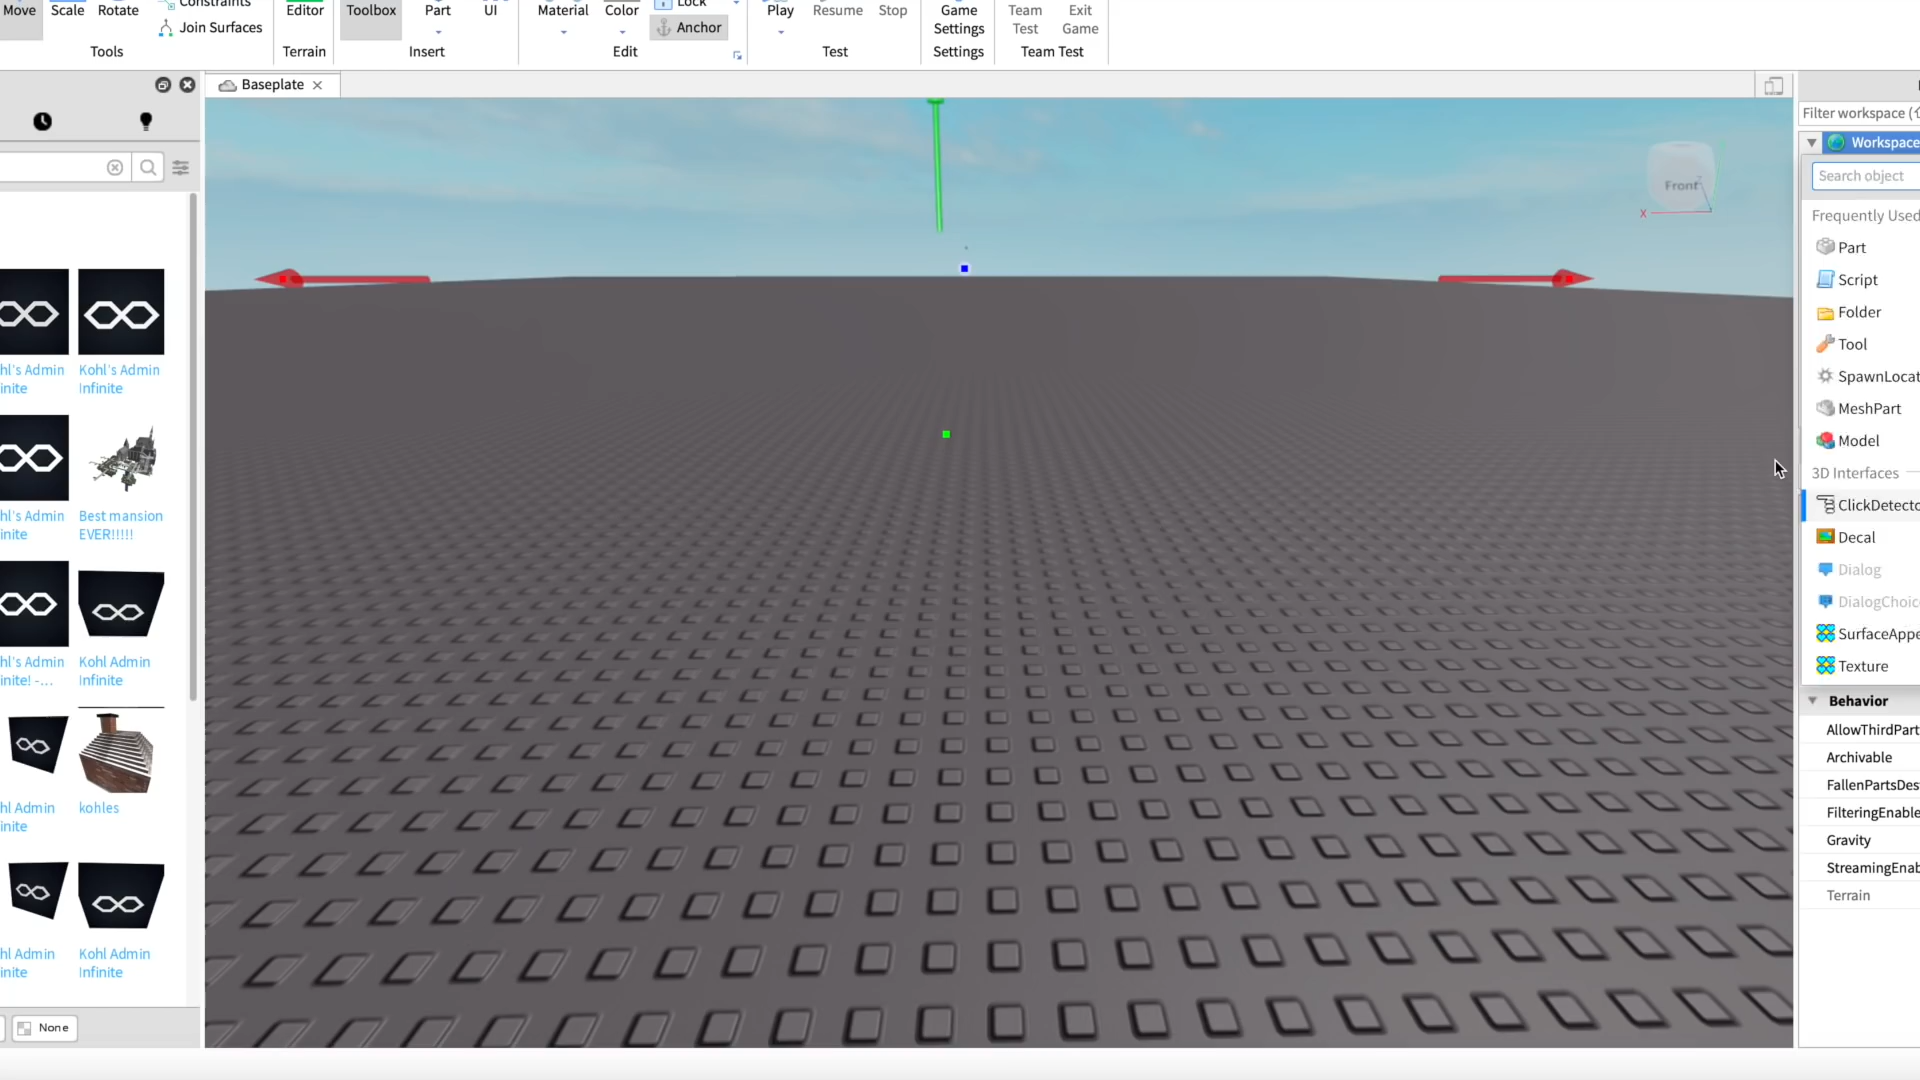 Move Scale Rotate
Constraints
Join Surfaces
Tools
Editor
Terrain
Toolbox Part UI
Insert
Material Color
Lock
Anchor
Edit
Play Resume Stop
Test
Game
Settings
Settings
Team
Test
Exit
Game
Team Test
Baseplate
Front
X
hl's Admin
inite
Kohl's Admin
Infinite
hl's Admin
inite
Best mansion
EVER!!!!!
hl's Admin
inite! -...
Kohl Admin
Infinite
hl Admin
inite
kohles
hl Admin
inite
Kohl Admin
Infinite
None
Filter workspace (
Workspace
Search object
Frequently Used
Part
Script
Folder
Tool
SpawnLocat
MeshPart
Model
3D Interfaces
ClickDetecto
Decal
Dialog
DialogChoic
SurfaceAppe
Texture
Behavior
AllowThirdPart
Archivable
FallenPartsDes
FilteringEnable
Gravity
StreamingEnab
Terrain